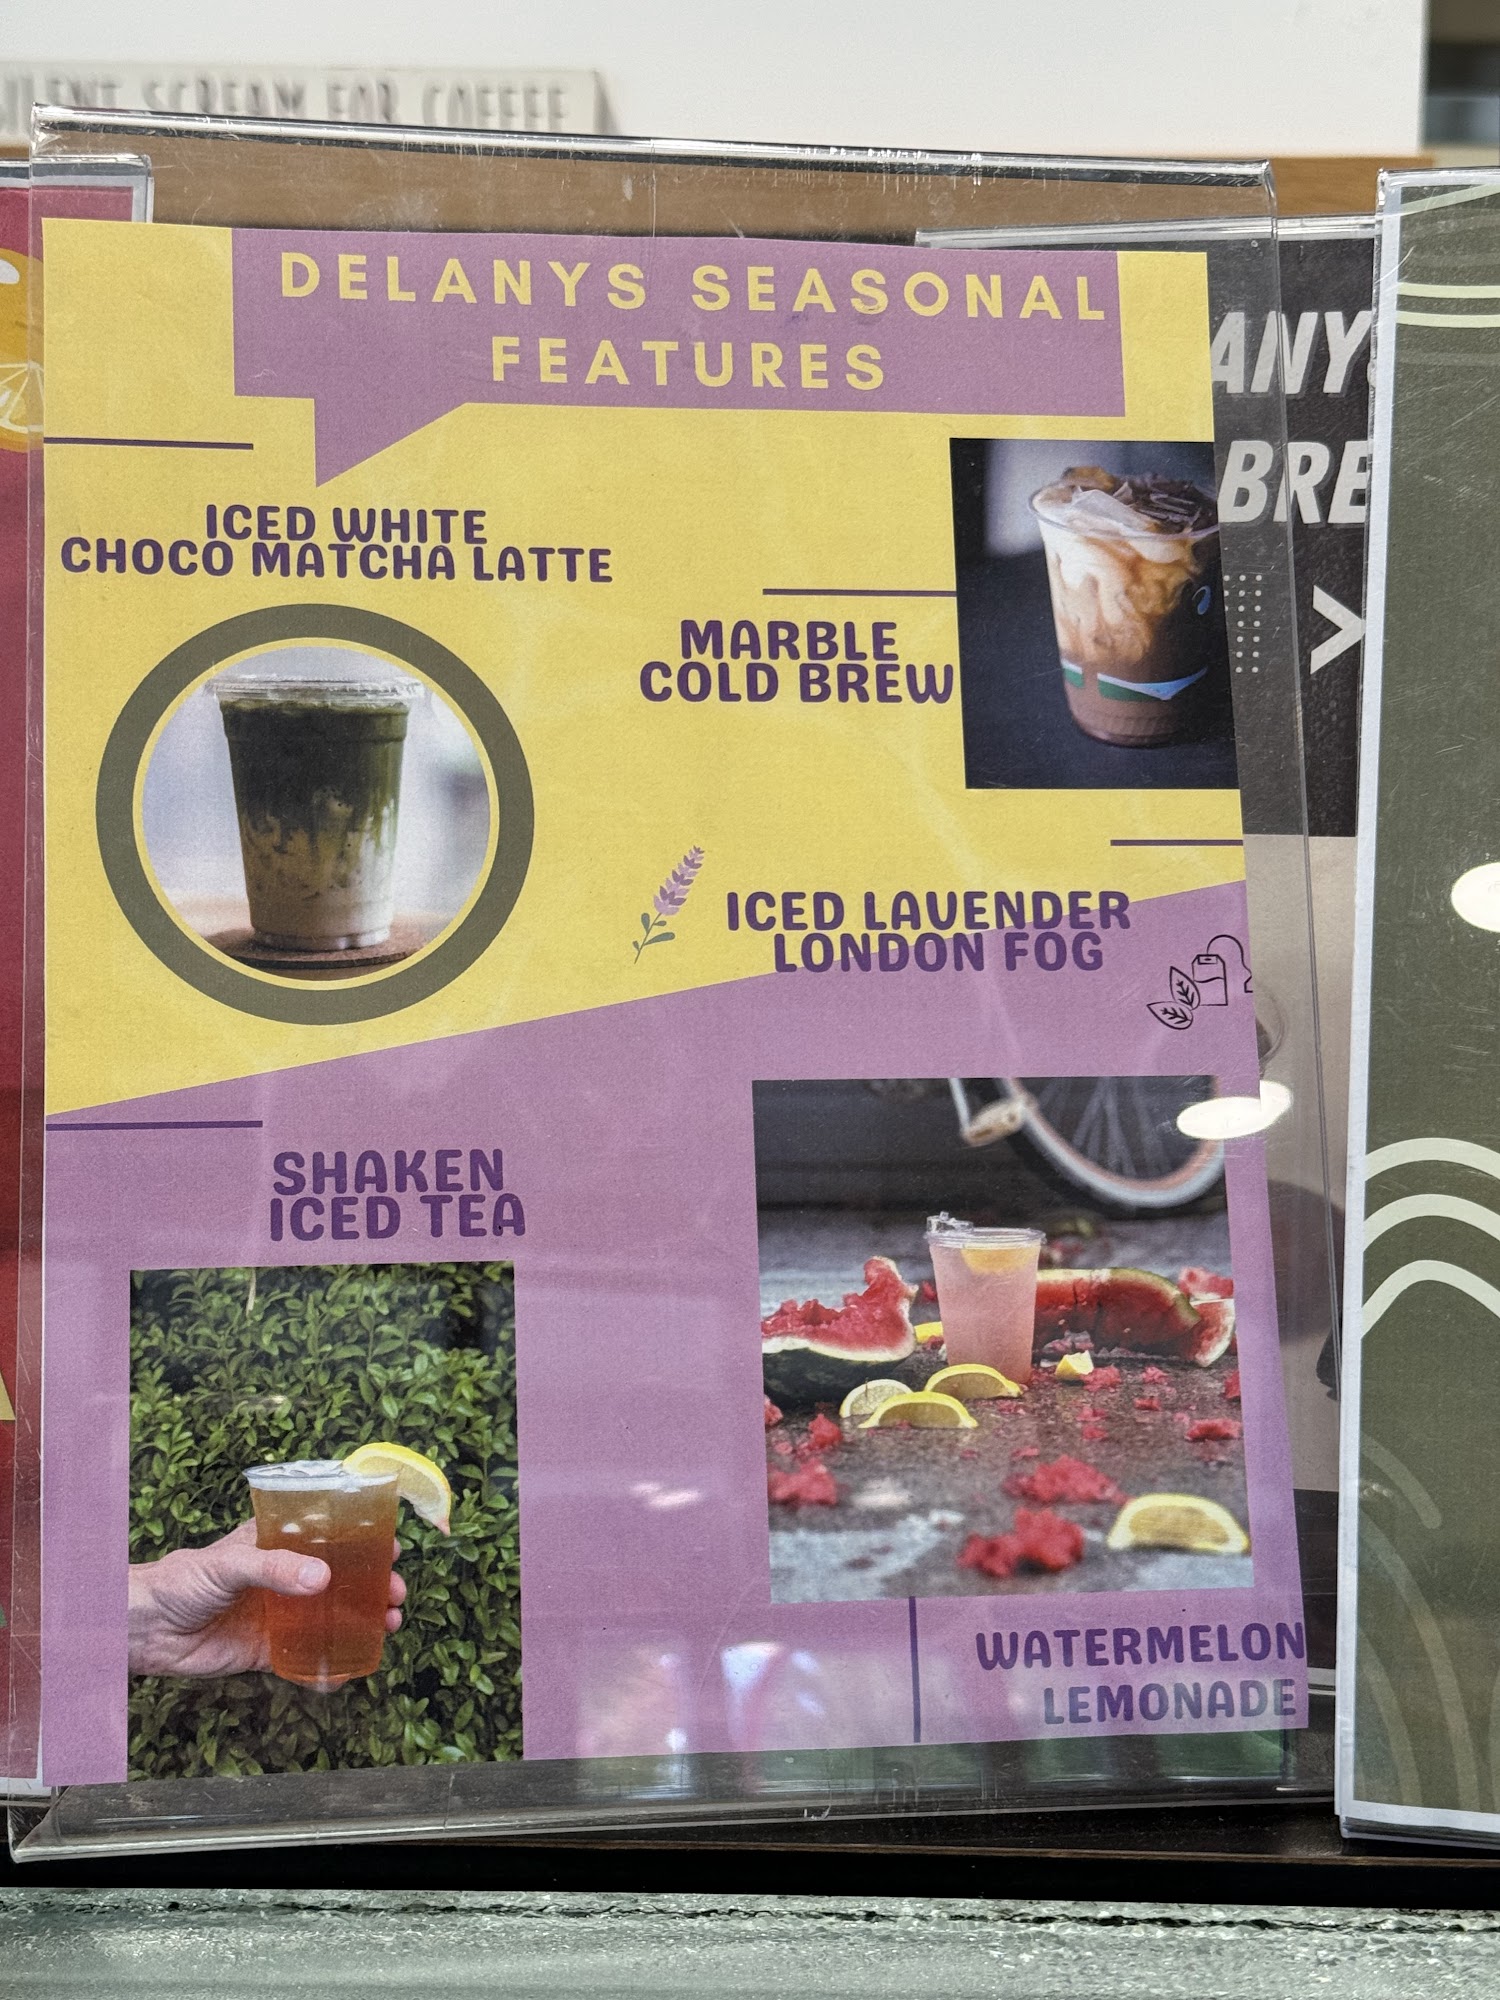 SCREAM FOR COFFEE
DELANYS SEASONAL
FEATURES
ICED WHITE
CHOCO MATCHA LATTE
MARBLE
COLD BREW
ICED LAVENDER
LONDON FOG
SHAKEN
ICED TEA
WATERMELON
LEMONADE